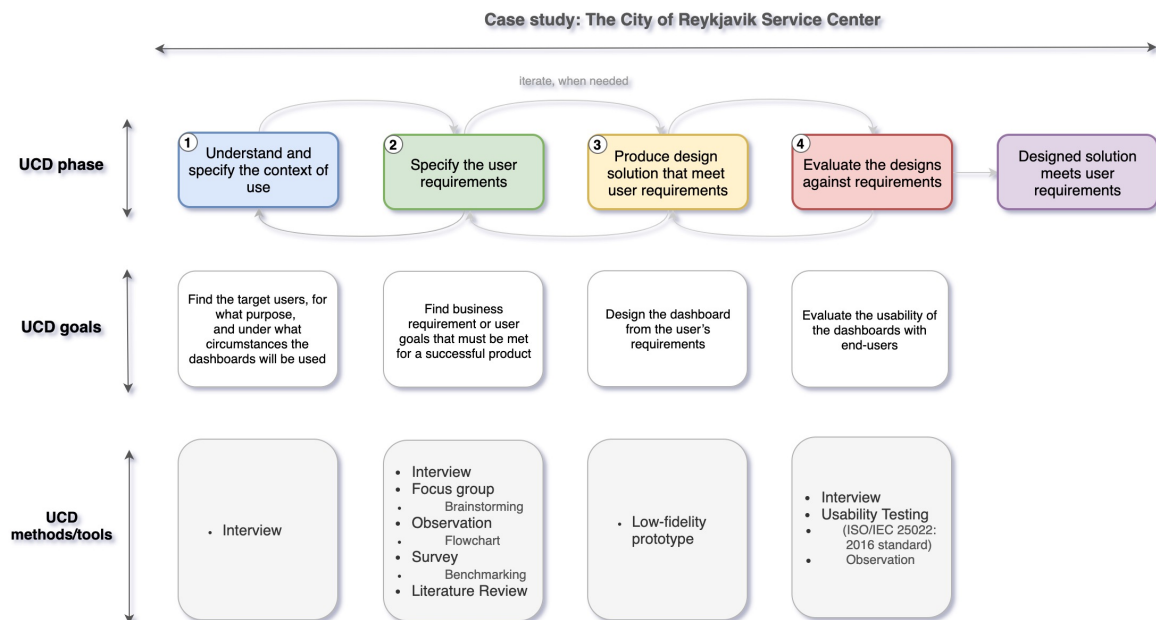 Case study: The City of Reykjavik Service Center
iterate, when needed
UCD phase
1
Understand and
specify the context of
use
2
Specify the user
requirements
3
Produce design
solution that meet
user requirements
4
Evaluate the designs
against requirements
Designed solution
meets user
requirements
UCD goals
Find the target users, for
what purpose,
and under what
circumstances the
dashboards will be used
Find business
requirement or user
goals that must be met
for a successful product
Design the dashboard
from the user's
requirements
Evaluate the usability of
the dashboards with
end-users
UCD
methods/tools
• Interview
• Interview
• Focus group
• Brainstorming
• Observation
• Flowchart
• Survey
• Benchmarking
• Literature Review
• Low-fidelity
prototype
• Interview
• Usability Testing
• (ISO/IEC 25022:
2016 standard)
• Observation